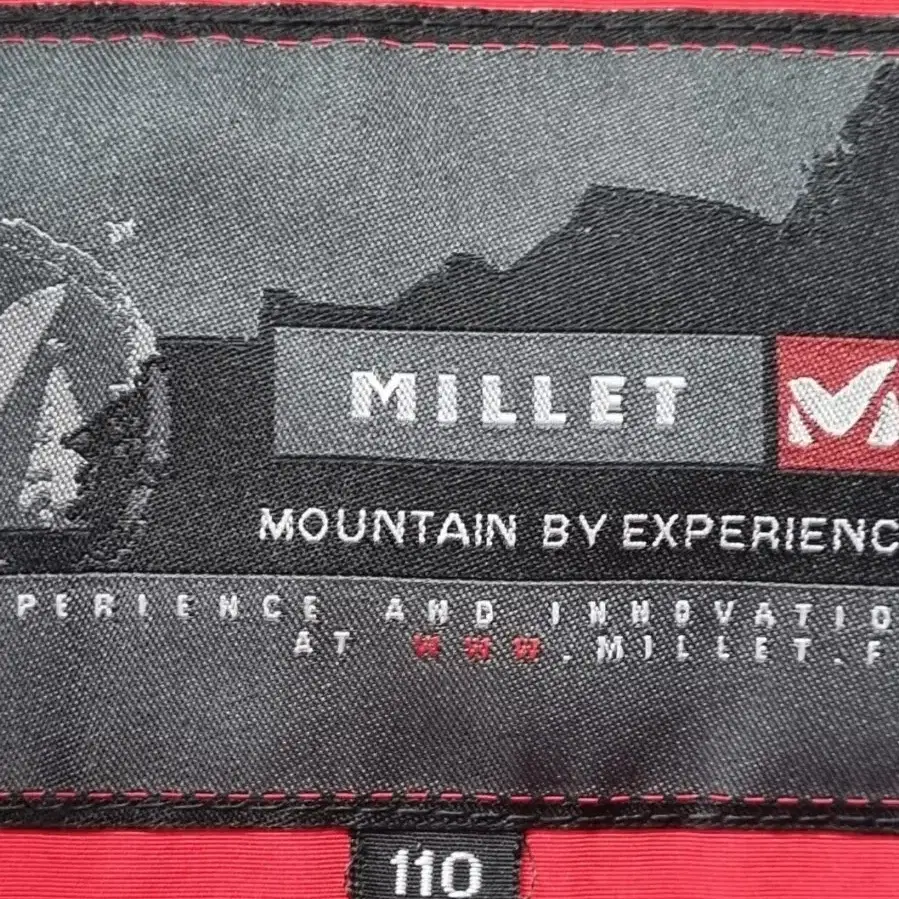 MILLET
MOUNTAIN BY EXPERIENC
PERIENCE AND INNOVATIO
AT WWW.MILLET.F
110